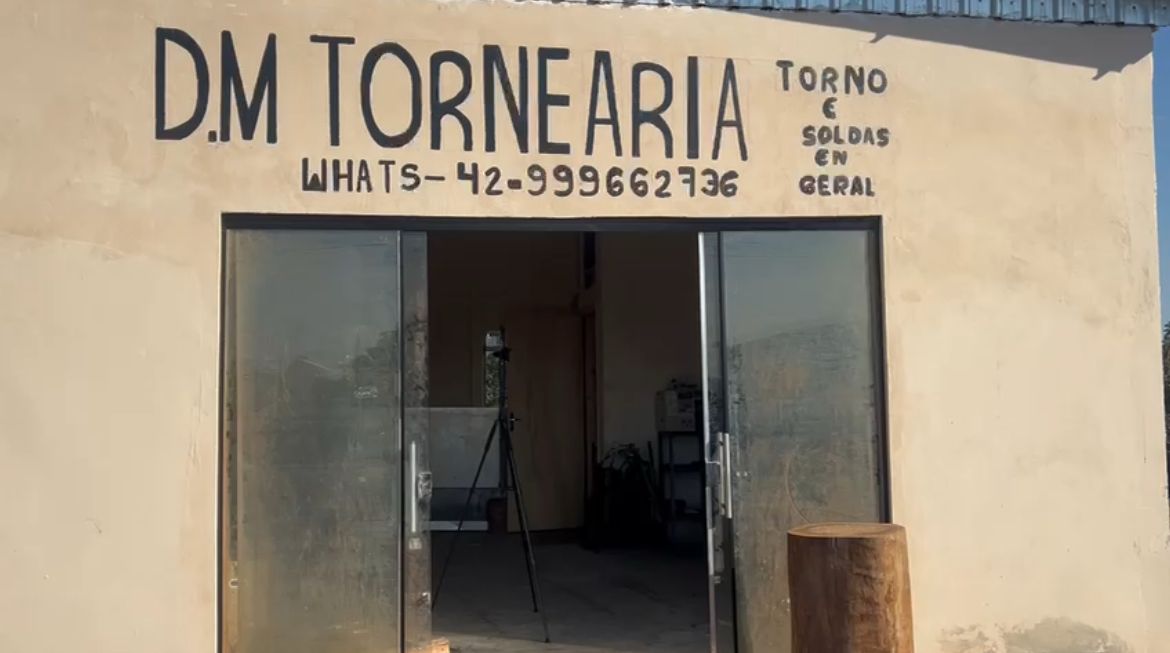 D.M TORNEARIA
WHATS-42-999662736
TORNO
E
SOLDAS
EN
GERAL